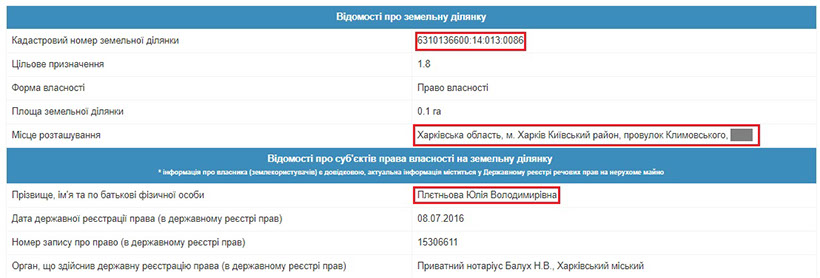 Відомості про земельну ділянку
Кадастровий номер земельної ділянки 6310136600:14:013:0086
Цільове призначення 1.8
Форма власності Право власності
Площа земельної ділянки 0.1 га
Місце розташування Харківська область, м. Харків Київський район, провулок Климовського,
Відомості про суб'єктів права власності на земельну ділянку
* інформація про власника (землекористувачів) є довідковою, актуальна інформація міститься у Державному реєстрі речових прав на нерухоме майно
Прізвище, ім'я та по батькові фізичної особи Плєтньова Юлія Володимирівна
Дата державної реєстрації права (в державному реєстрі прав) 08.07.2016
Номер запису про право (в державному реєстрі прав) 15306611
Орган, що здійснив державну реєстрацію права (в державному реєстрі прав) Приватний нотаріус Балух Н.В., Харківський міський